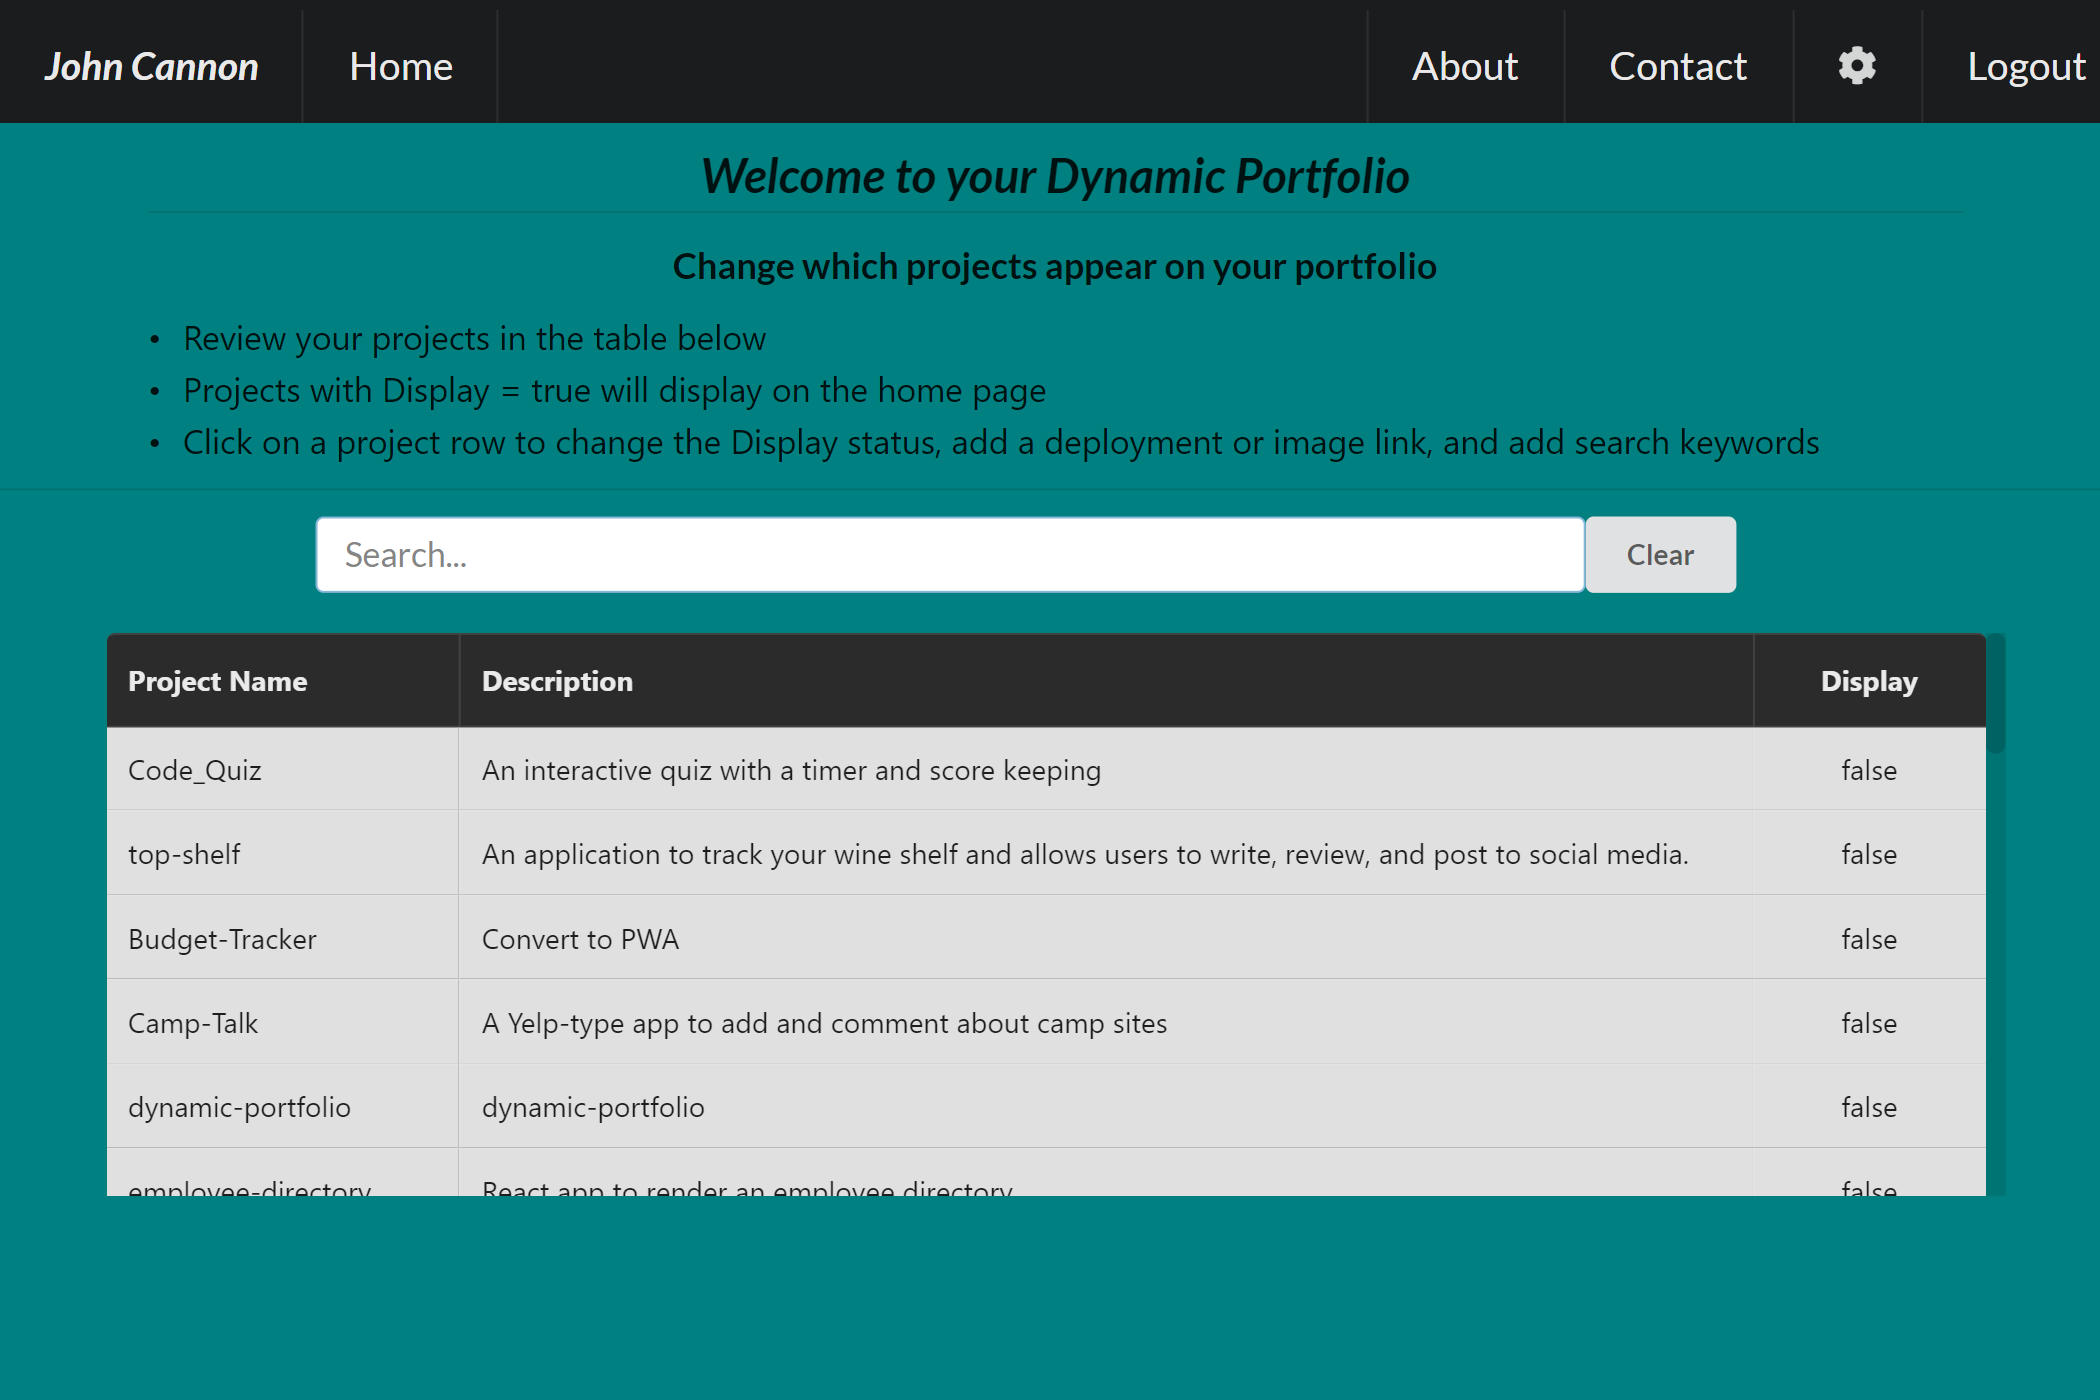 John Cannon Home About Contact Logout
Welcome to your Dynamic Portfolio
Change which projects appear on your portfolio
• Review your projects in the table below
• Projects with Display = true will display on the home page
• Click on a project row to change the Display status, add a deployment or image link, and add search keywords
Search... Clear
Project Name Description Display
Code_Quiz An interactive quiz with a timer and score keeping false
top-shelf An application to track your wine shelf and allows users to write, review, and post to social media. false
Budget-Tracker Convert to PWA false
Camp-Talk A Yelp-type app to add and comment about camp sites false
dynamic-portfolio dynamic-portfolio false
employee-directory React app to render an employee directory false